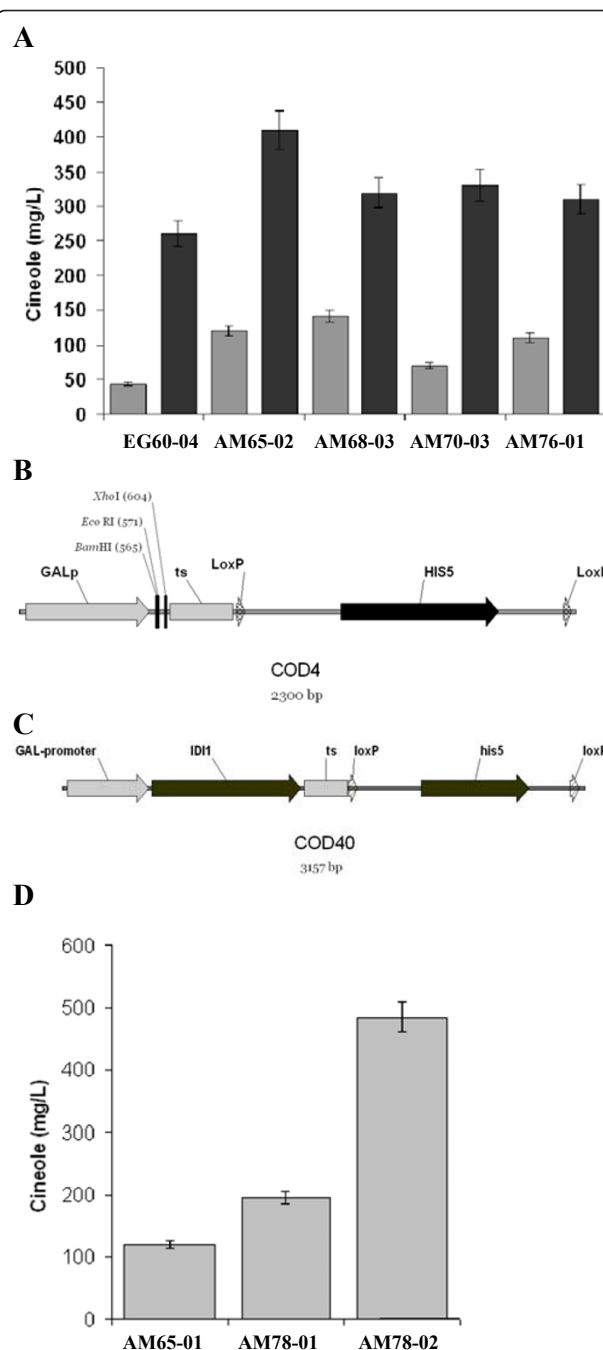 A
500
450
400
350
300
250
200
150
100
50
0
Cineole (mg/L)
EG60-04 AM65-02 AM68-03 AM70-03 AM76-01
B
XhoI (604)
Eco RI (571)
BamHI (565)
GALp ts LoxP HIS5 LoxP
COD4
2300 bp
C
GAL-promoter IDI1 ts loxP his5 loxP
COD40
3157 bp
D
600
500
400
300
200
100
0
Cineole (mg/L)
AM65-01 AM78-01 AM78-02